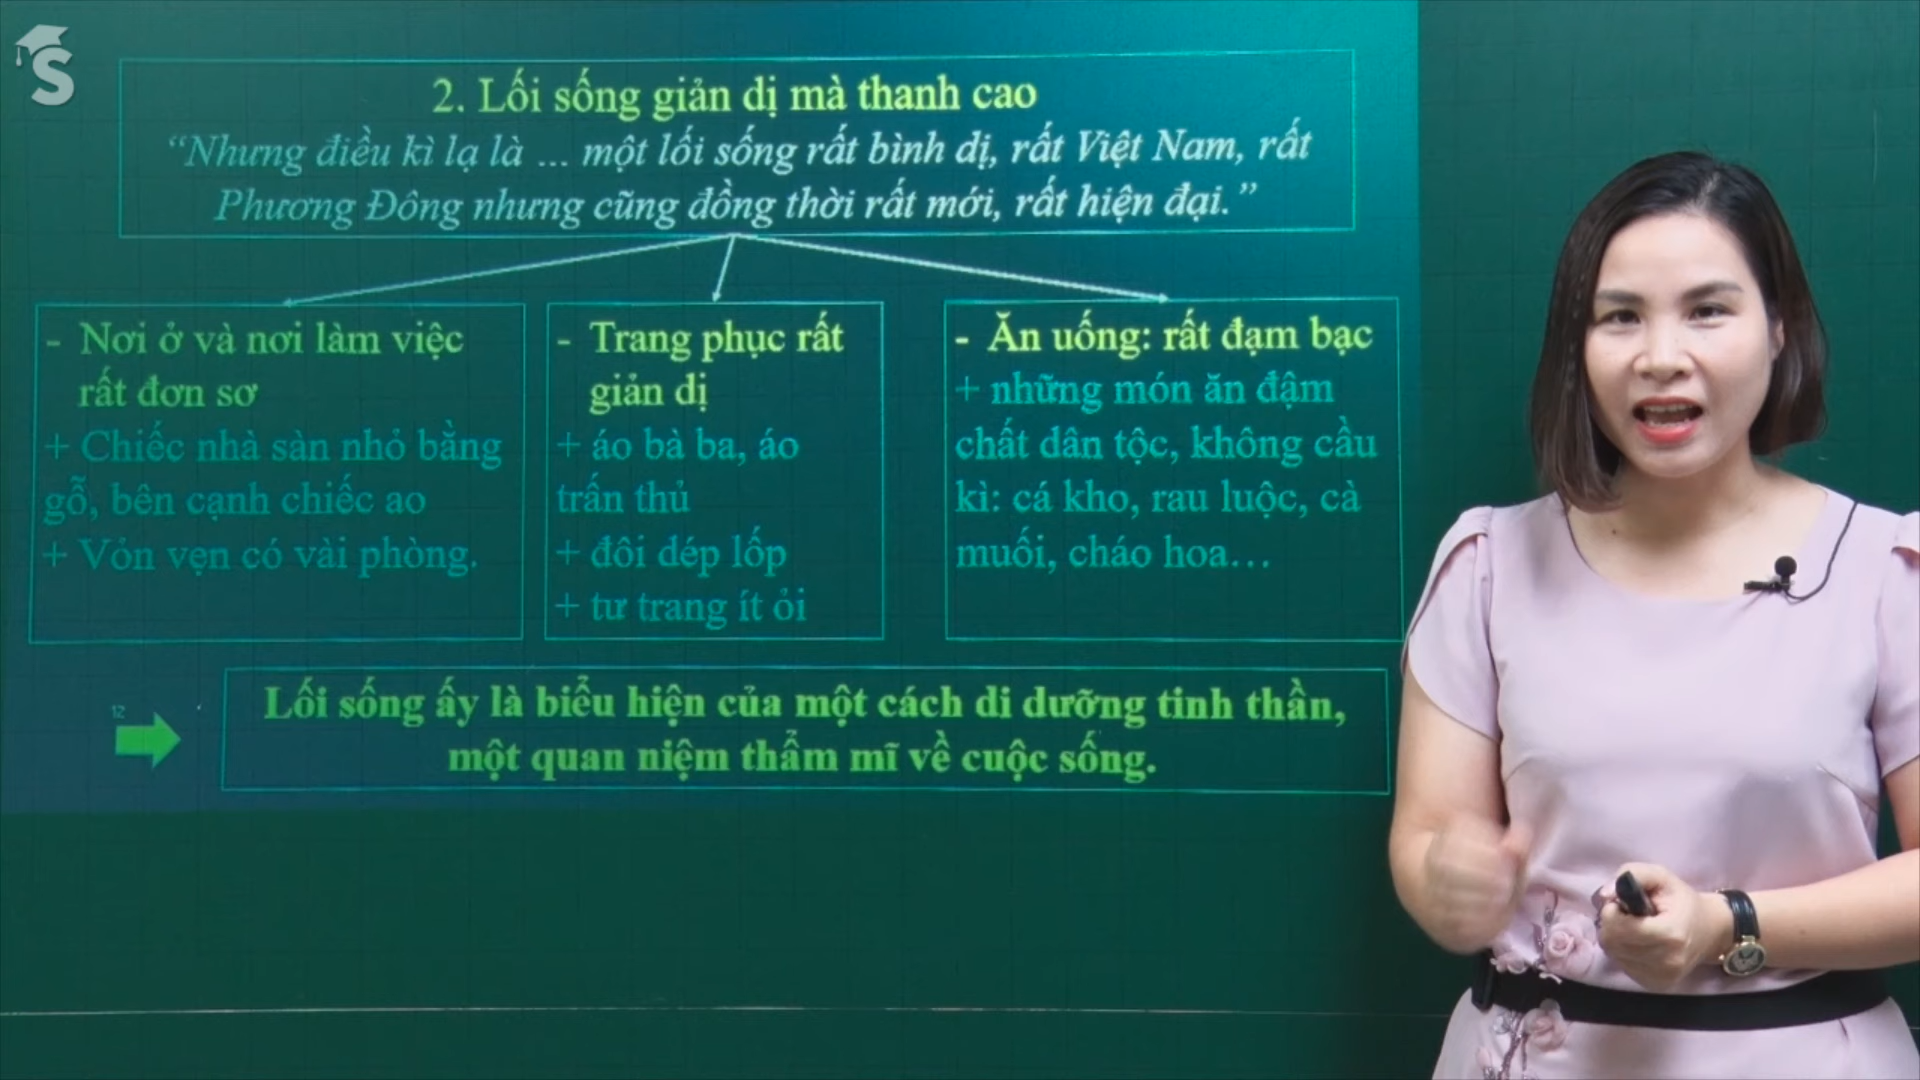 S
2. Lối sống giản dị mà thanh cao
“Nhưng điều kì lạ là ... một lối sống rất bình dị, rất Việt Nam, rất
Phương Đông nhưng cũng đồng thời rất mới, rất hiện đại.”
- Nơi ở và nơi làm việc
rất đơn sơ
+ Chiếc nhà sàn nhỏ bằng
gỗ, bên cạnh chiếc ao
+ Vỏn vẹn có vài phòng.
- Trang phục rất
giản dị
+ áo bà ba, áo
trấn thủ
+ đôi dép lốp
+ tư trang ít ỏi
- Ăn uống: rất đạm bạc
+ những món ăn đậm
chất dân tộc, không cầu
kì: cá kho, rau luộc, cà
muối, cháo hoa…
12
Lối sống ấy là biểu hiện của một cách di dưỡng tinh thần,
một quan niệm thẩm mĩ về cuộc sống.